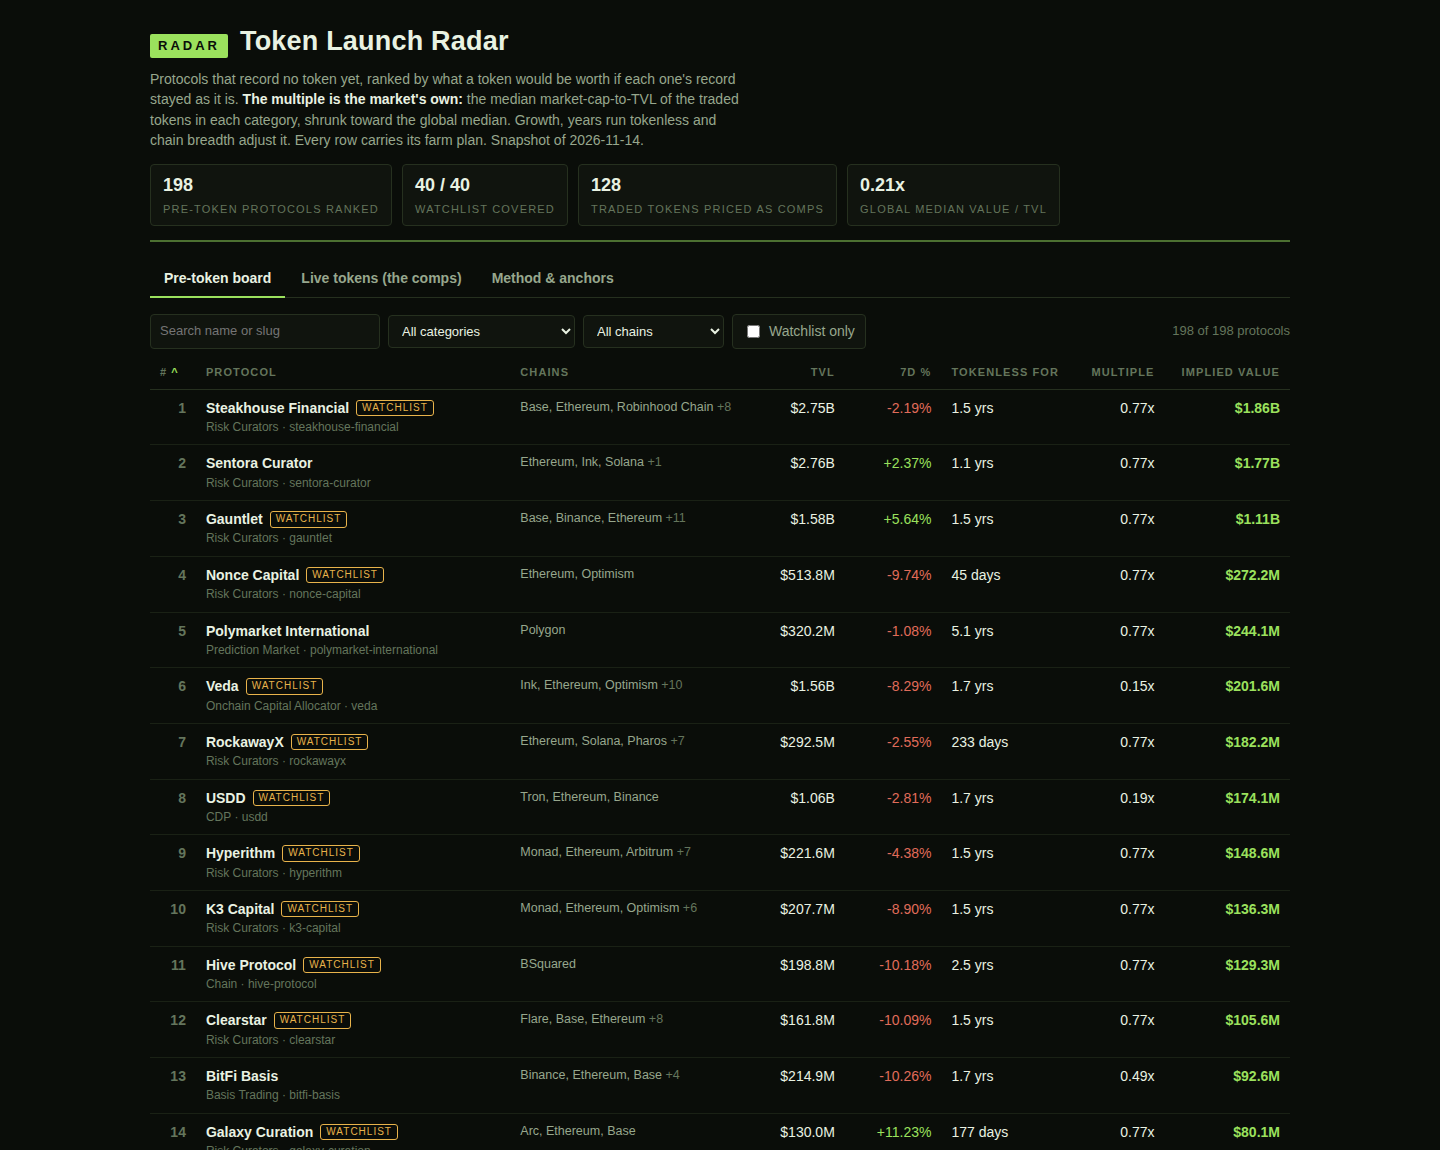 RADAR Token Launch Radar
Protocols that record no token yet, ranked by what a token would be worth if each one's record
stayed as it is. The multiple is the market's own: the median market-cap-to-TVL of the traded
tokens in each category, shrunk toward the global median. Growth, years run tokenless and
chain breadth adjust it. Every row carries its farm plan. Snapshot of 2026-11-14.
198 40 / 40 128 0.21x
PRE-TOKEN PROTOCOLS RANKED WATCHLIST COVERED TRADED TOKENS PRICED AS COMPS GLOBAL MEDIAN VALUE / TVL
Pre-token board Live tokens (the comps) Method & anchors
Search name or slug All categories All chains Watchlist only 198 of 198 protocols
# ^ PROTOCOL CHAINS TVL 7D % TOKENLESS FOR MULTIPLE IMPLIED VALUE
1 Steakhouse Financial WATCHLIST Base, Ethereum, Robinhood Chain +8 $2.75B -2.19% 1.5 yrs 0.77x $1.86B
Risk Curators · steakhouse-financial
2 Sentora Curator Ethereum, Ink, Solana +1 $2.76B +2.37% 1.1 yrs 0.77x $1.77B
Risk Curators · sentora-curator
3 Gauntlet WATCHLIST Base, Binance, Ethereum +11 $1.58B +5.64% 1.5 yrs 0.77x $1.11B
Risk Curators · gauntlet
4 Nonce Capital WATCHLIST Ethereum, Optimism $513.8M -9.74% 45 days 0.77x $272.2M
Risk Curators · nonce-capital
5 Polymarket International Polygon $320.2M -1.08% 5.1 yrs 0.77x $244.1M
Prediction Market · polymarket-international
6 Veda WATCHLIST Ink, Ethereum, Optimism +10 $1.56B -8.29% 1.7 yrs 0.15x $201.6M
Onchain Capital Allocator · veda
7 RockawayX WATCHLIST Ethereum, Solana, Pharos +7 $292.5M -2.55% 233 days 0.77x $182.2M
Risk Curators · rockawayx
8 USDD WATCHLIST Tron, Ethereum, Binance $1.06B -2.81% 1.7 yrs 0.19x $174.1M
CDP · usdd
9 Hyperithm WATCHLIST Monad, Ethereum, Arbitrum +7 $221.6M -4.38% 1.5 yrs 0.77x $148.6M
Risk Curators · hyperithm
10 K3 Capital WATCHLIST Monad, Ethereum, Optimism +6 $207.7M -8.90% 1.5 yrs 0.77x $136.3M
Risk Curators · k3-capital
11 Hive Protocol WATCHLIST BSquared $198.8M -10.18% 2.5 yrs 0.77x $129.3M
Chain · hive-protocol
12 Clearstar WATCHLIST Flare, Base, Ethereum +8 $161.8M -10.09% 1.5 yrs 0.77x $105.6M
Risk Curators · clearstar
13 BitFi Basis Binance, Ethereum, Base +4 $214.9M -10.26% 1.7 yrs 0.49x $92.6M
Basis Trading · bitfi-basis
14 Galaxy Curation WATCHLIST Arc, Ethereum, Base $130.0M +11.23% 177 days 0.77x $80.1M
Risk Curators · galaxy-curation